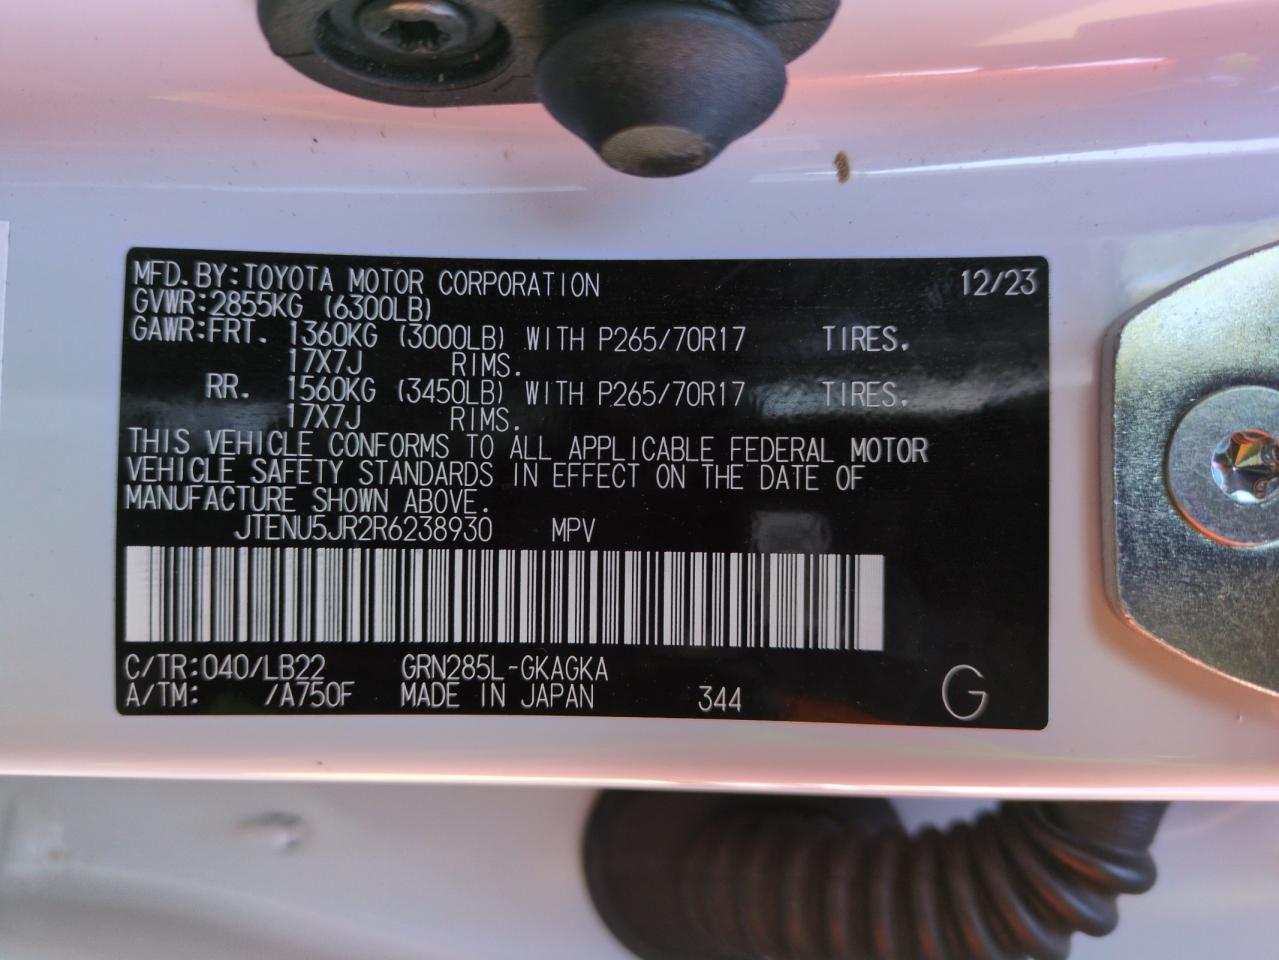 MFD.BY:TOYOTA MOTOR CORPORATION 12/23
GVWR:2855KG (6300LB)
GAWR:FRT. 1360KG (3000LB) WITH P265/70R17 TIRES.
17X7J RIMS.
RR. 1560KG (3450LB) WITH P265/70R17 TIRES.
17X7J RIMS.
THIS VEHICLE CONFORMS TO ALL APPLICABLE FEDERAL MOTOR
VEHICLE SAFETY STANDARDS IN EFFECT ON THE DATE OF
MANUFACTURE SHOWN ABOVE.
JTENU5JR2R6238930 MPV
C/TR:040/LB22 GRN285L-GKAGKA
A/TM: /A750F MADE IN JAPAN 344 G